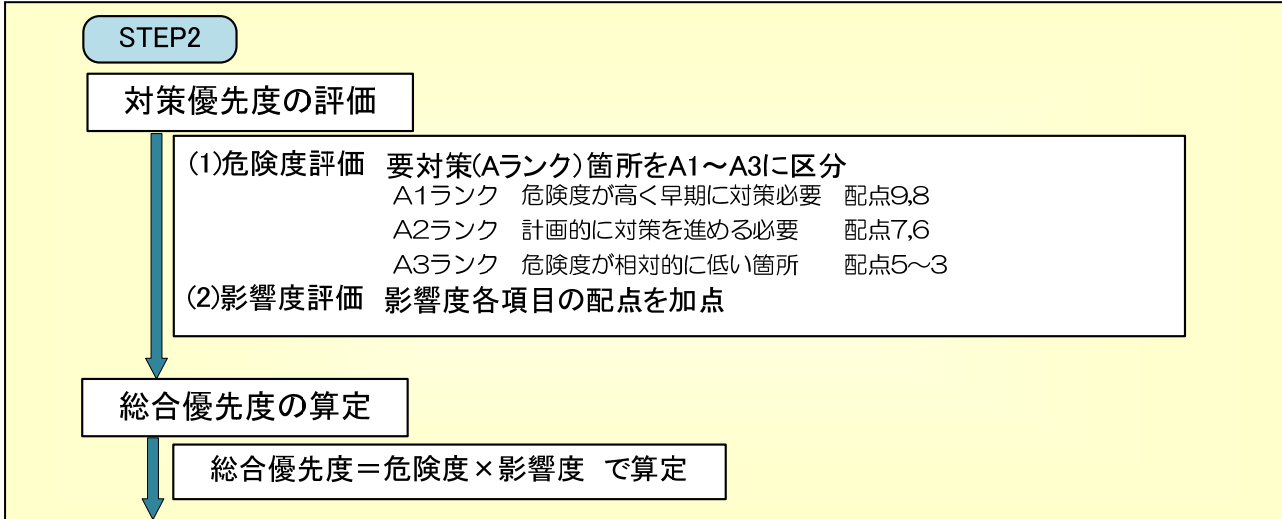 STEP2
対策優先度の評価
(1)危険度評価 要対策(Aランク)箇所をA1～A3に区分
A1ランク 危険度が高く早期に対策必要 配点9,8
A2ランク 計画的に対策を進める必要 配点7,6
A3ランク 危険度が相対的に低い箇所 配点5～3
(2)影響度評価 影響度各項目の配点を加点
総合優先度の算定
総合優先度＝危険度×影響度 で算定